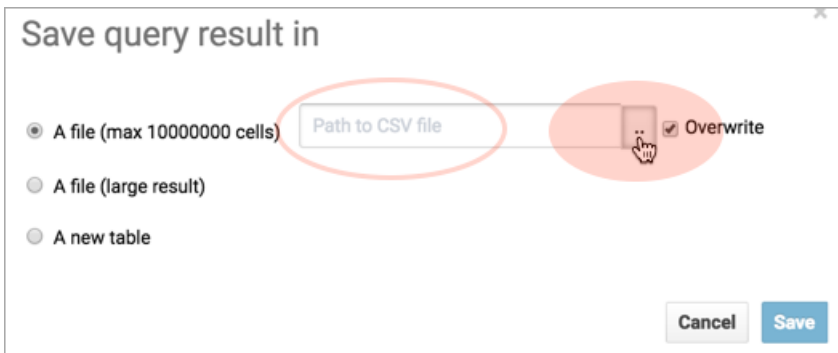 Save query result in
A file (max 10000000 cells) Path to CSV file .. Overwrite
A file (large result)
A new table
Cancel Save